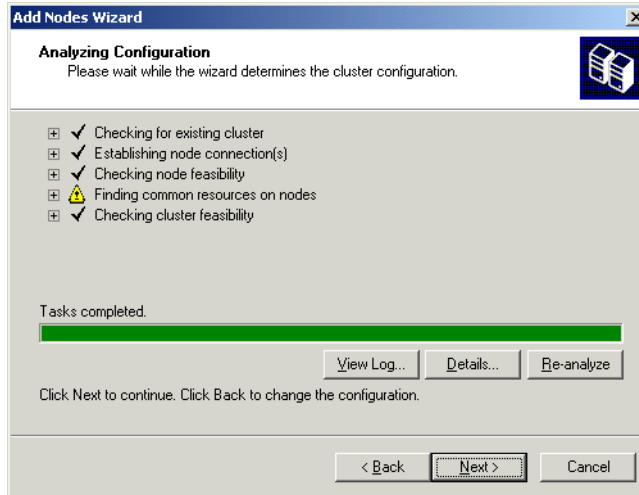 Add Nodes Wizard
Analyzing Configuration
Please wait while the wizard determines the cluster configuration.
Checking for existing cluster
Establishing node connection(s)
Checking node feasibility
Finding common resources on nodes
Checking cluster feasibility
Tasks completed.
View Log... Details... Re-analyze
Click Next to continue. Click Back to change the configuration.
< Back Next > Cancel